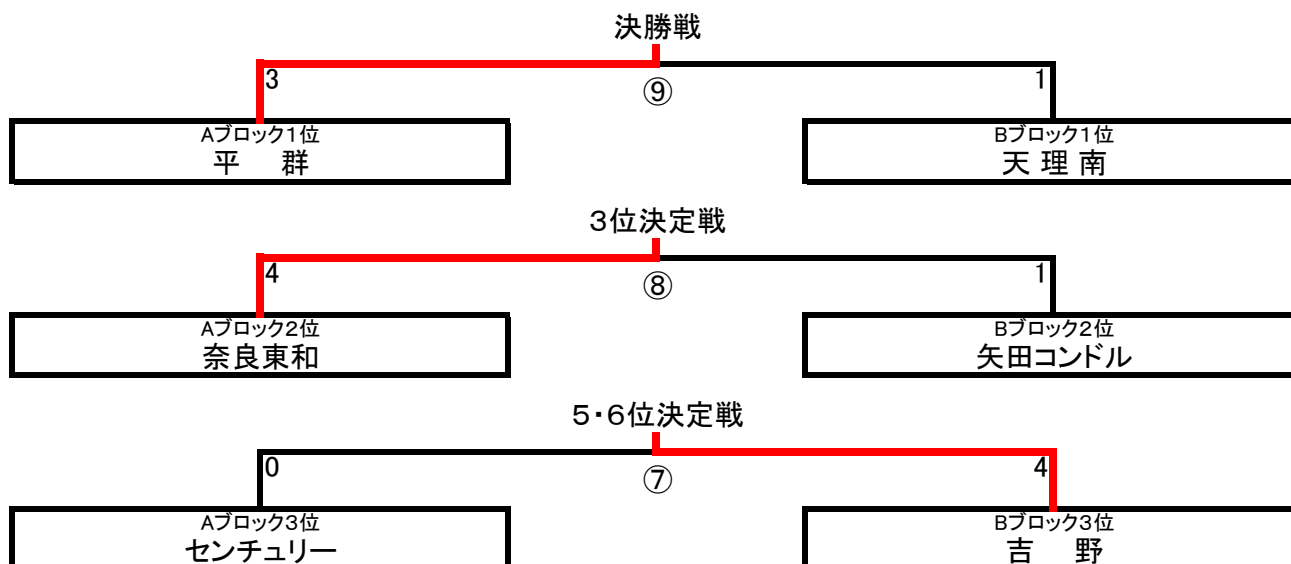 決勝戦
3
⑨
1
Aブロック1位
平　群
Bブロック1位
天 理 南
3位決定戦
4
⑧
1
Aブロック2位
奈良東和
Bブロック2位
矢田コンドル
5・6位決定戦
0
⑦
4
Aブロック3位
センチュリー
Bブロック3位
吉　野